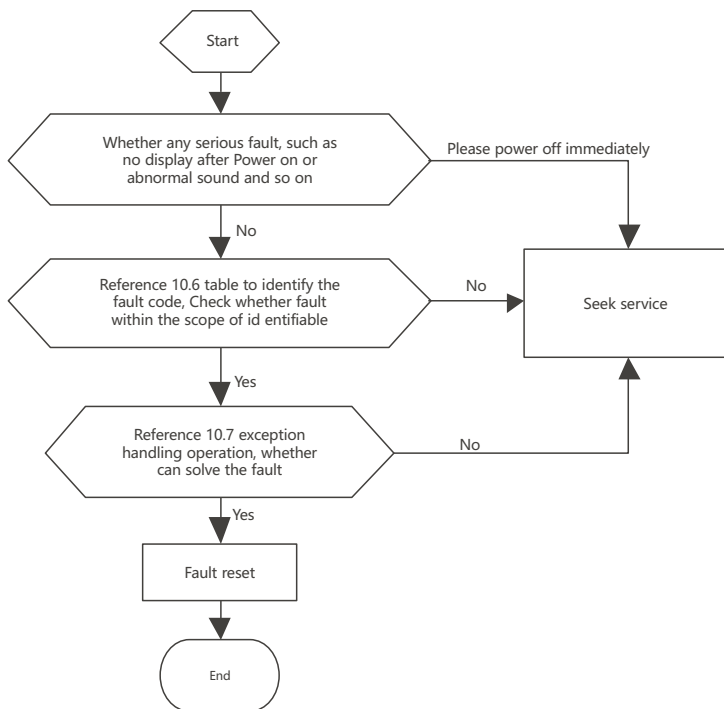 Start
Whether any serious fault, such as
no display after Power on or
abnormal sound and so on
Please power off immediately
No
Reference 10.6 table to identify the
fault code, Check whether fault
within the scope of id entifiable
No
Seek service
Yes
Reference 10.7 exception
handling operation, whether
can solve the fault
No
Yes
Fault reset
End